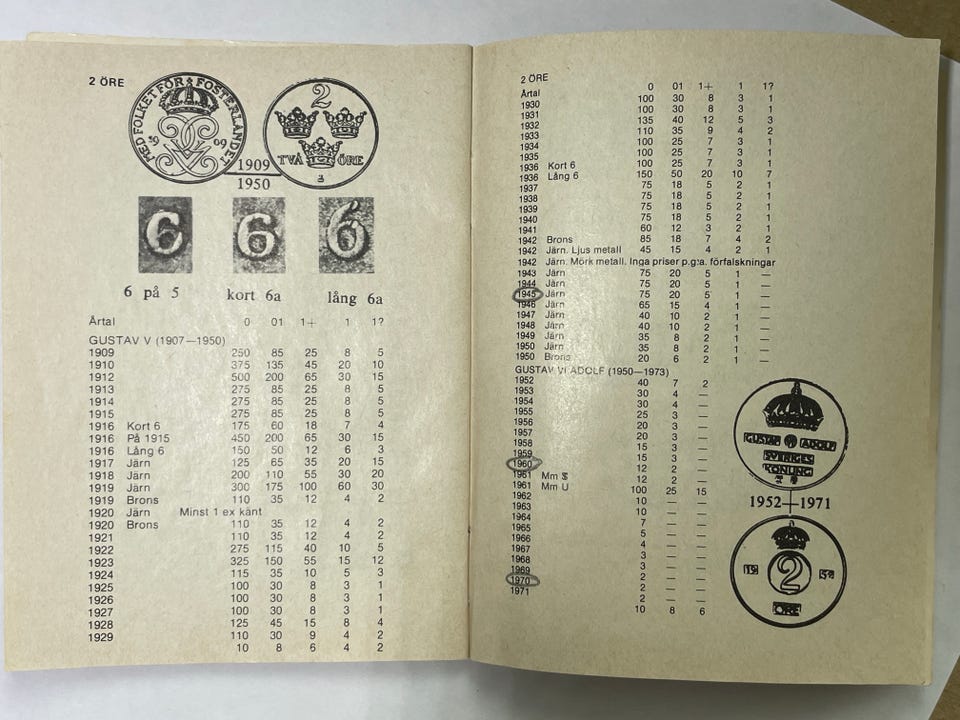 2 ÖRE
MED FOLKET FÖR FOSTERLANDET
19 09
2
TVÅ ÖRE
1909
1950
6 på 5 kort 6a lång 6a
Årtal 0 01 1+ 1 1?
GUSTAV V (1907—1950)
1909 250 85 25 8 5
1910 375 135 45 20 10
1912 500 200 65 30 15
1913 275 85 25 8 5
1914 275 85 25 8 5
1915 275 85 25 8 5
1916 Kort 6 175 60 18 7 4
1916 På 1915 450 200 65 30 15
1916 Lång 6 150 50 12 6 3
1917 Järn 125 65 35 20 15
1918 Järn 200 110 55 30 20
1919 Järn 300 175 100 60 30
1919 Brons 110 35 12 4 2
1920 Järn Minst 1 ex känt
1920 Brons 110 35 12 4 2
1921 110 35 12 4 2
1922 275 115 40 10 5
1923 325 150 55 15 12
1924 115 35 10 5 3
1925 100 30 8 3 1
1926 100 30 8 3 1
1927 100 30 8 3 1
1928 125 45 15 8 4
1929 110 30 9 4 2
10 8 6 4 2
2 ÖRE
Årtal 0 01 1+ 1 1?
1930 100 30 8 3 1
1931 100 30 8 3 1
1932 135 40 12 5 3
1933 110 35 9 4 2
1934 100 25 7 3 1
1935 100 25 7 3 1
1936 Kort 6 100 25 7 3 1
1936 Lång 6 150 50 20 10 7
1937 75 18 5 2 1
1938 75 18 5 2 1
1939 75 18 5 2 1
1940 75 18 5 2 1
1941 60 12 3 2 1
1942 Brons 85 18 7 4 2
1942 Järn. Ljus metall 45 15 4 2 1
1942 Järn. Mörk metall. Inga priser p.g.a. förfalskningar
1943 Järn 75 20 5 1 —
1944 Järn 75 20 5 1 —
1945 Järn 75 20 5 1 —
1946 Järn 65 15 4 1 —
1947 Järn 40 10 2 1 —
1948 Järn 40 10 2 1 —
1949 Järn 35 8 2 1 —
1950 Järn 35 8 2 1 —
1950 Brons 20 6 2 1 —
GUSTAF VI ADOLF (1950—1973)
1952 40 7 2
1953 30 4 —
1954 30 4 —
1955 25 3 —
1956 20 3 —
1957 20 3 —
1958 15 3 —
1959 15 3 —
1960 12 2 —
1961 Mm S 12 2 —
1961 Mm U 100 25 15
1962 10 — —
1963 10 — —
1964 7 — —
1965 5 — —
1966 4 — —
1967 3 — —
1968 3 — —
1969 2 — —
1970 2 — —
1971 2 — —
10 8 6
GUSTAF VI ADOLF
SVERIGES
KONUNG
1952—1971
19 2 52
ÖRE